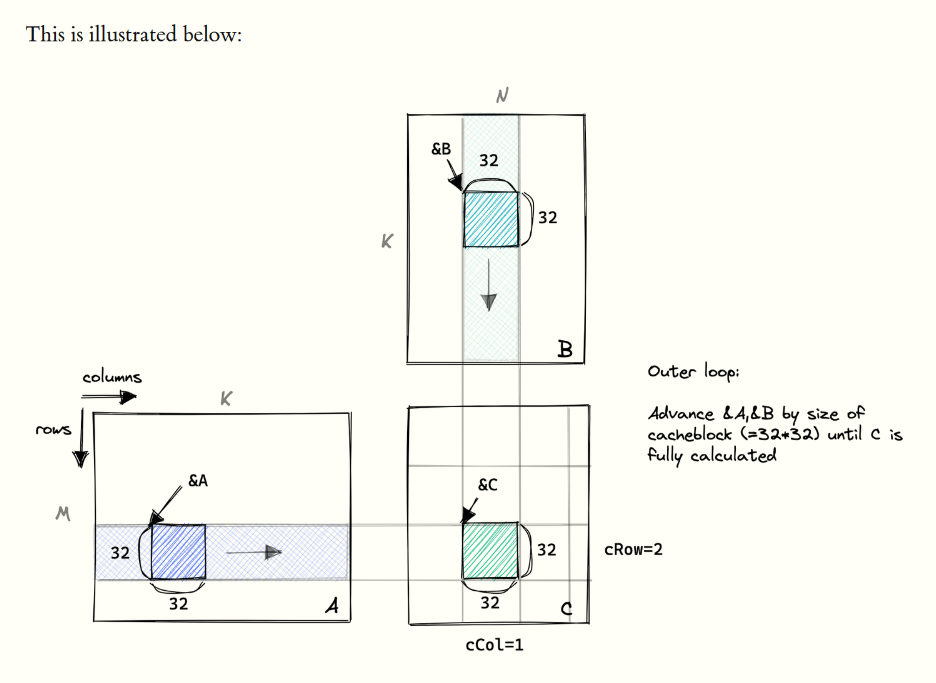 This is illustrated below:
N
&B
32
32
K
B
columns
K
rows
Outer loop:
Advance &A,&B by size of
cacheblock (=32*32) until C is
fully calculated
&A
&C
M
32
32
cRow=2
32
A
32
C
cCol=1